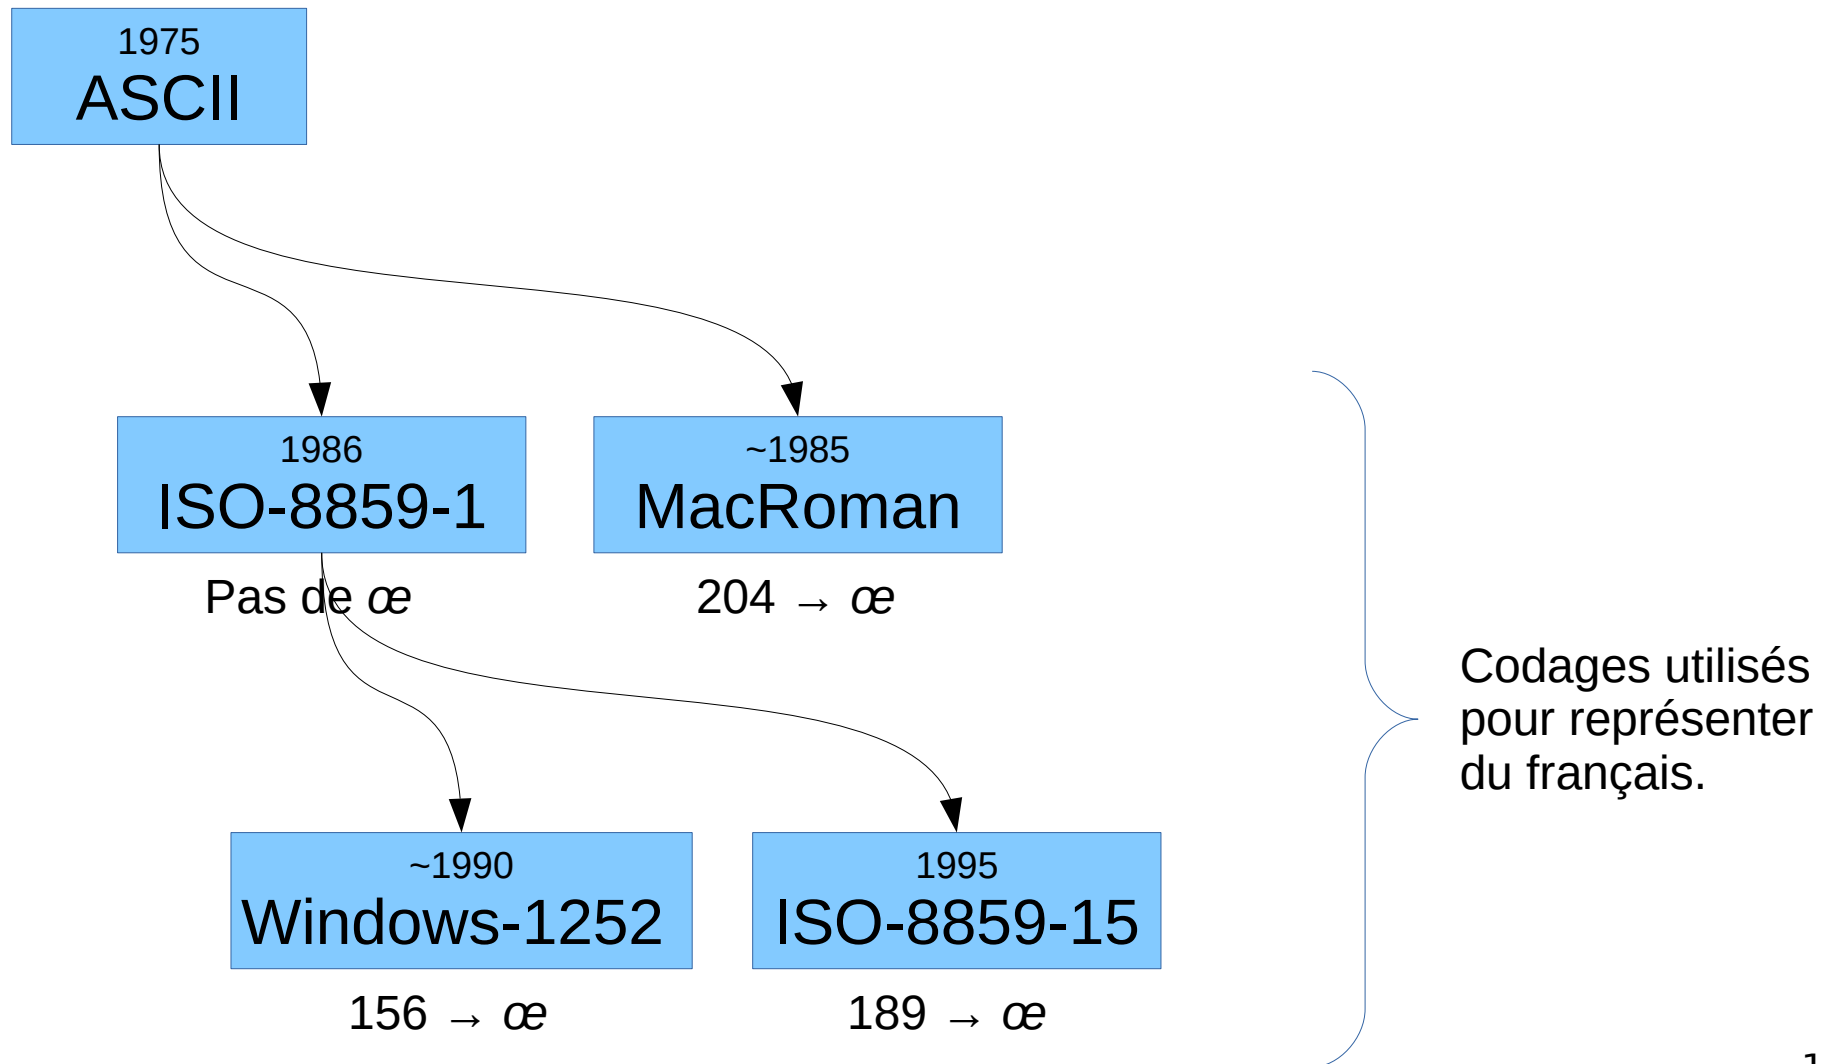 1975
ASCII
1986
ISO-8859-1
~1985
MacRoman
Pas de œ
204 → œ
Codages utilisés
pour représenter
du français.
~1990
Windows-1252
1995
ISO-8859-15
156 → œ
189 → œ